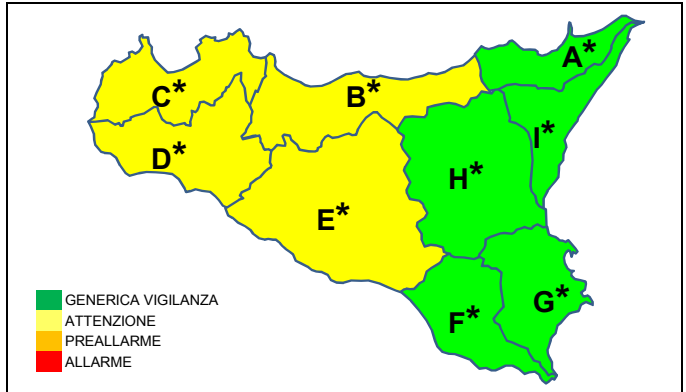 A*
C*
B*
I*
D*
H*
E*
G*
F*
GENERICA VIGILANZA
ATTENZIONE
PREALLARME
ALLARME